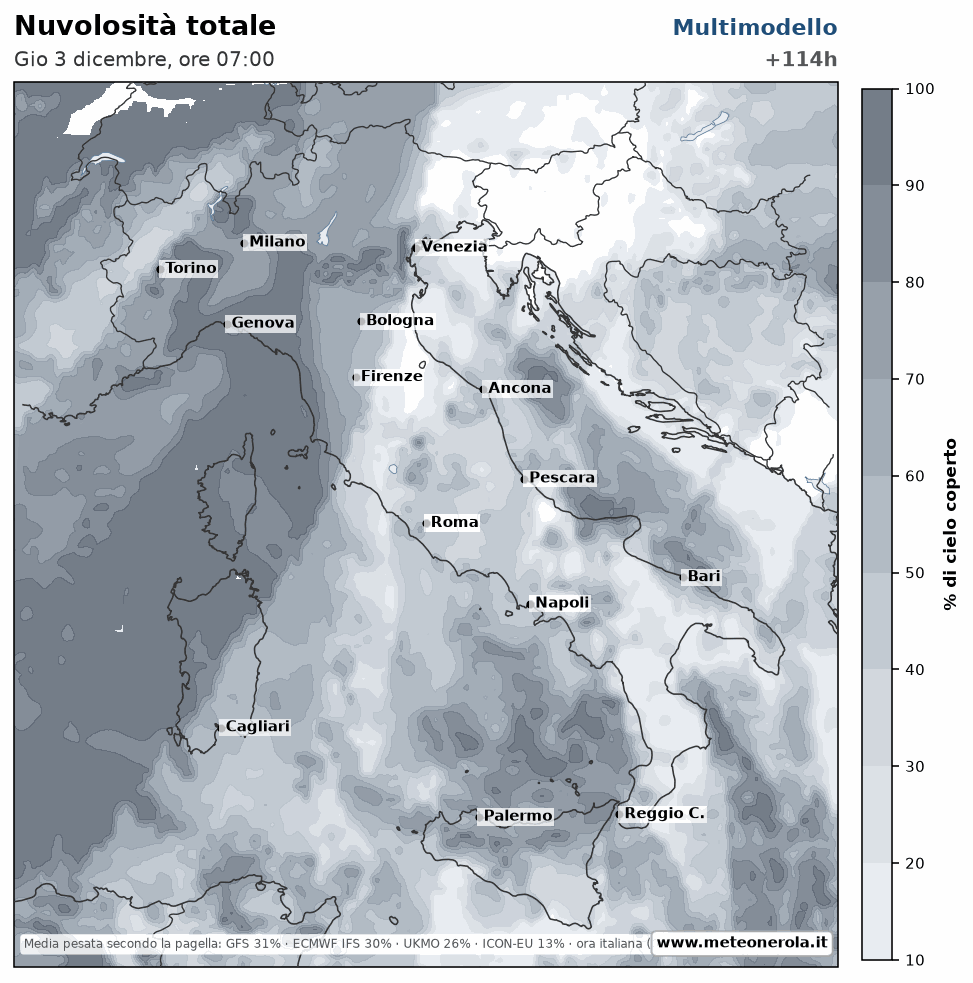 Nuvolosità totale
Multimodello
Gio 3 dicembre, ore 07:00
+114h
100
90
80
70
60
50
40
30
20
10
% di cielo coperto
Milano
Venezia
Torino
Genova
Bologna
Firenze
Ancona
Pescara
Roma
Bari
Napoli
Cagliari
Palermo
Reggio C.
Media pesata secondo la pagella: GFS 31% · ECMWF IFS 30% · UKMO 26% · ICON-EU 13% · ora italiana (
www.meteonerola.it